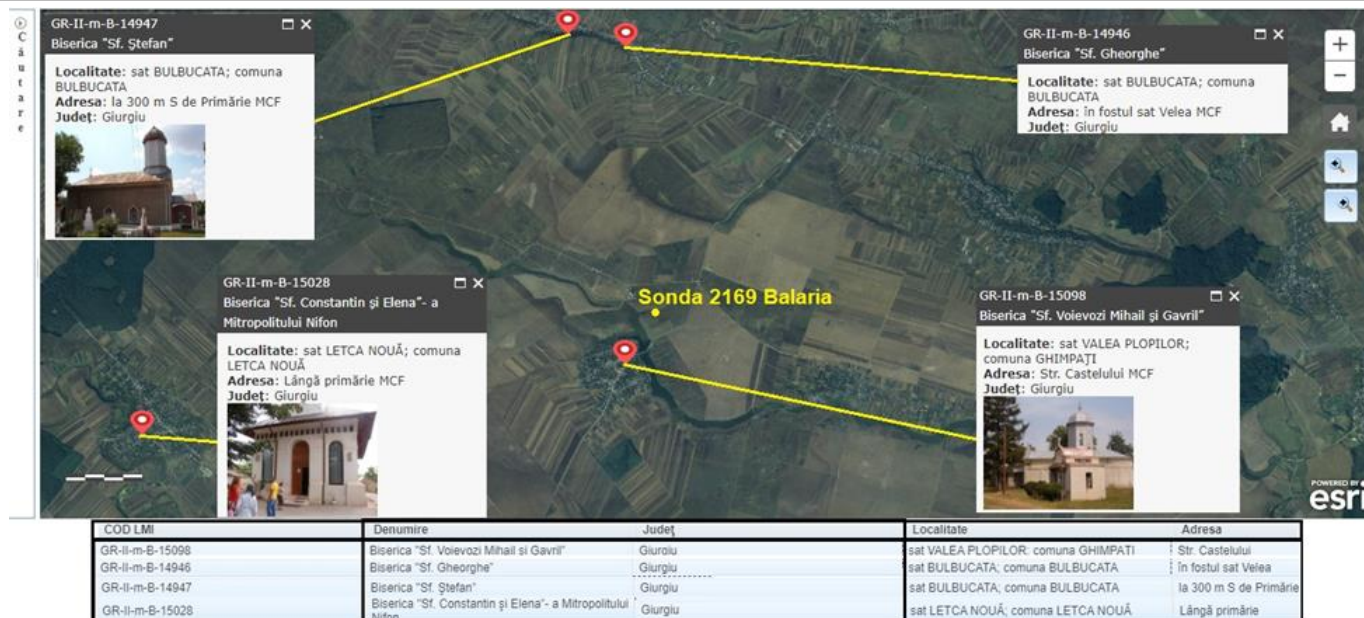 Căutare
GR-II-m-B-14947
Biserica "Sf. Ştefan"
Localitate: sat BULBUCATA; comuna
BULBUCATA
Adresa: la 300 m S de Primărie MCF
Judeţ: Giurgiu
GR-II-m-B-14946
Biserica "Sf. Gheorghe"
Localitate: sat BULBUCATA; comuna
BULBUCATA
Adresa: în fostul sat Velea MCF
Judeţ: Giurgiu
GR-II-m-B-15028
Biserica "Sf. Constantin şi Elena"- a
Mitropolitului Nifon
Localitate: sat LETCA NOUĂ; comuna
LETCA NOUĂ
Adresa: Lângă primărie MCF
Judeţ: Giurgiu
Sonda 2169 Balaria
GR-II-m-B-15098
Biserica "Sf. Voievozi Mihail şi Gavril"
Localitate: sat VALEA PLOPILOR;
comuna GHIMPAŢI
Adresa: Str. Castelului MCF
Judeţ: Giurgiu
POWERED BY
esri
COD LMI Denumire Judeţ Localitate Adresa
GR-II-m-B-15098 Biserica "Sf. Voievozi Mihail si Gavril" Giurgiu sat VALEA PLOPILOR; comuna GHIMPATI Str. Castelului
GR-II-m-B-14946 Biserica "Sf. Gheorghe" Giurgiu sat BULBUCATA; comuna BULBUCATA în fostul sat Velea
GR-II-m-B-14947 Biserica "Sf. Ştefan" Giurgiu sat BULBUCATA; comuna BULBUCATA la 300 m S de Primărie
GR-II-m-B-15028 Biserica "Sf. Constantin şi Elena"- a Mitropolitului Nifon Giurgiu sat LETCA NOUĂ; comuna LETCA NOUĂ Lângă primărie